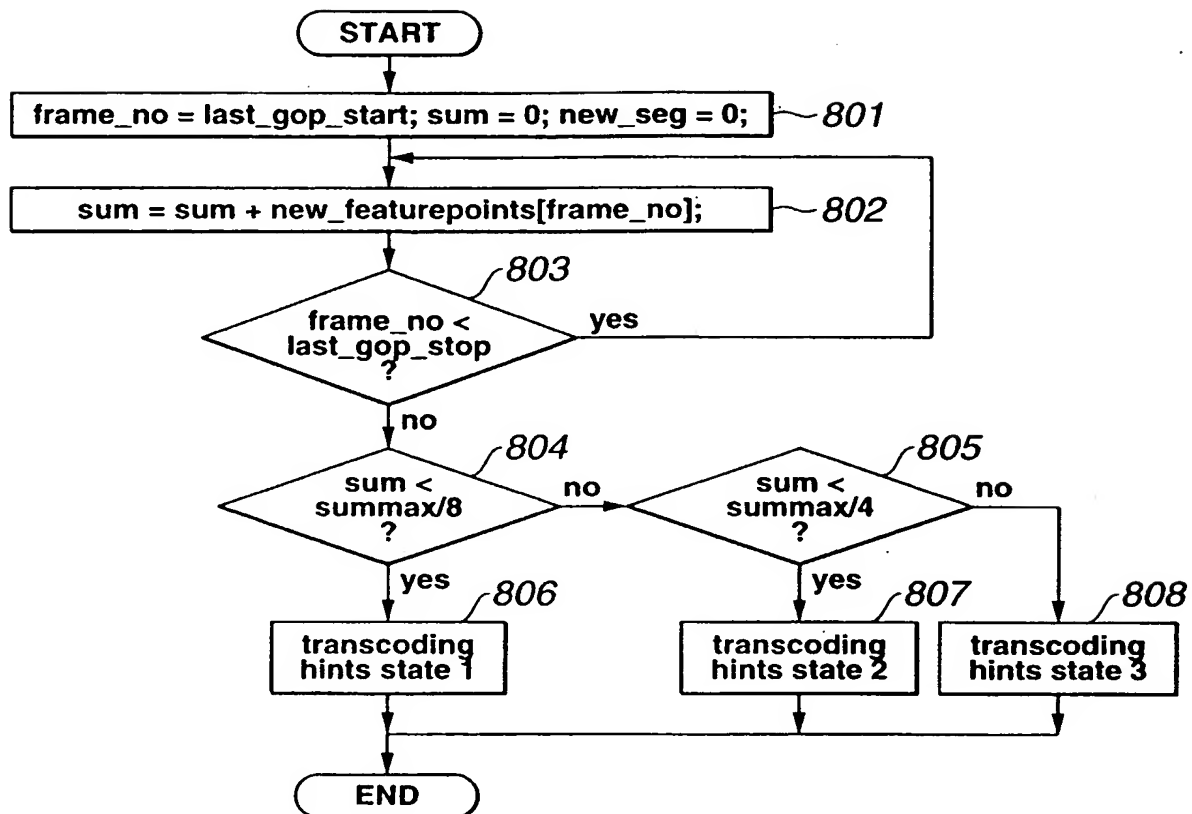 START
frame_no = last_gop_start; sum = 0; new_seg = 0;
801
sum = sum + new_featurepoints[frame_no];
802
803
frame_no <
last_gop_stop
?
yes
no
804
sum <
summax/8
?
no
805
sum <
summax/4
?
no
yes
806
transcoding
hints state 1
yes
807
transcoding
hints state 2
808
transcoding
hints state 3
END